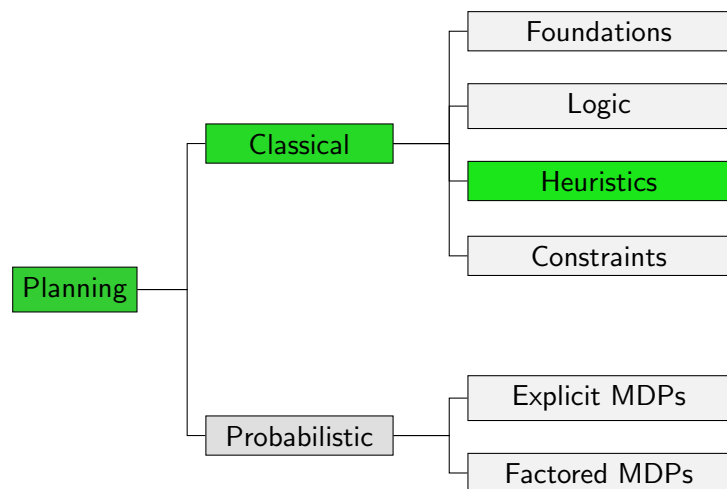 Planning
Classical
Foundations
Logic
Heuristics
Constraints
Probabilistic
Explicit MDPs
Factored MDPs